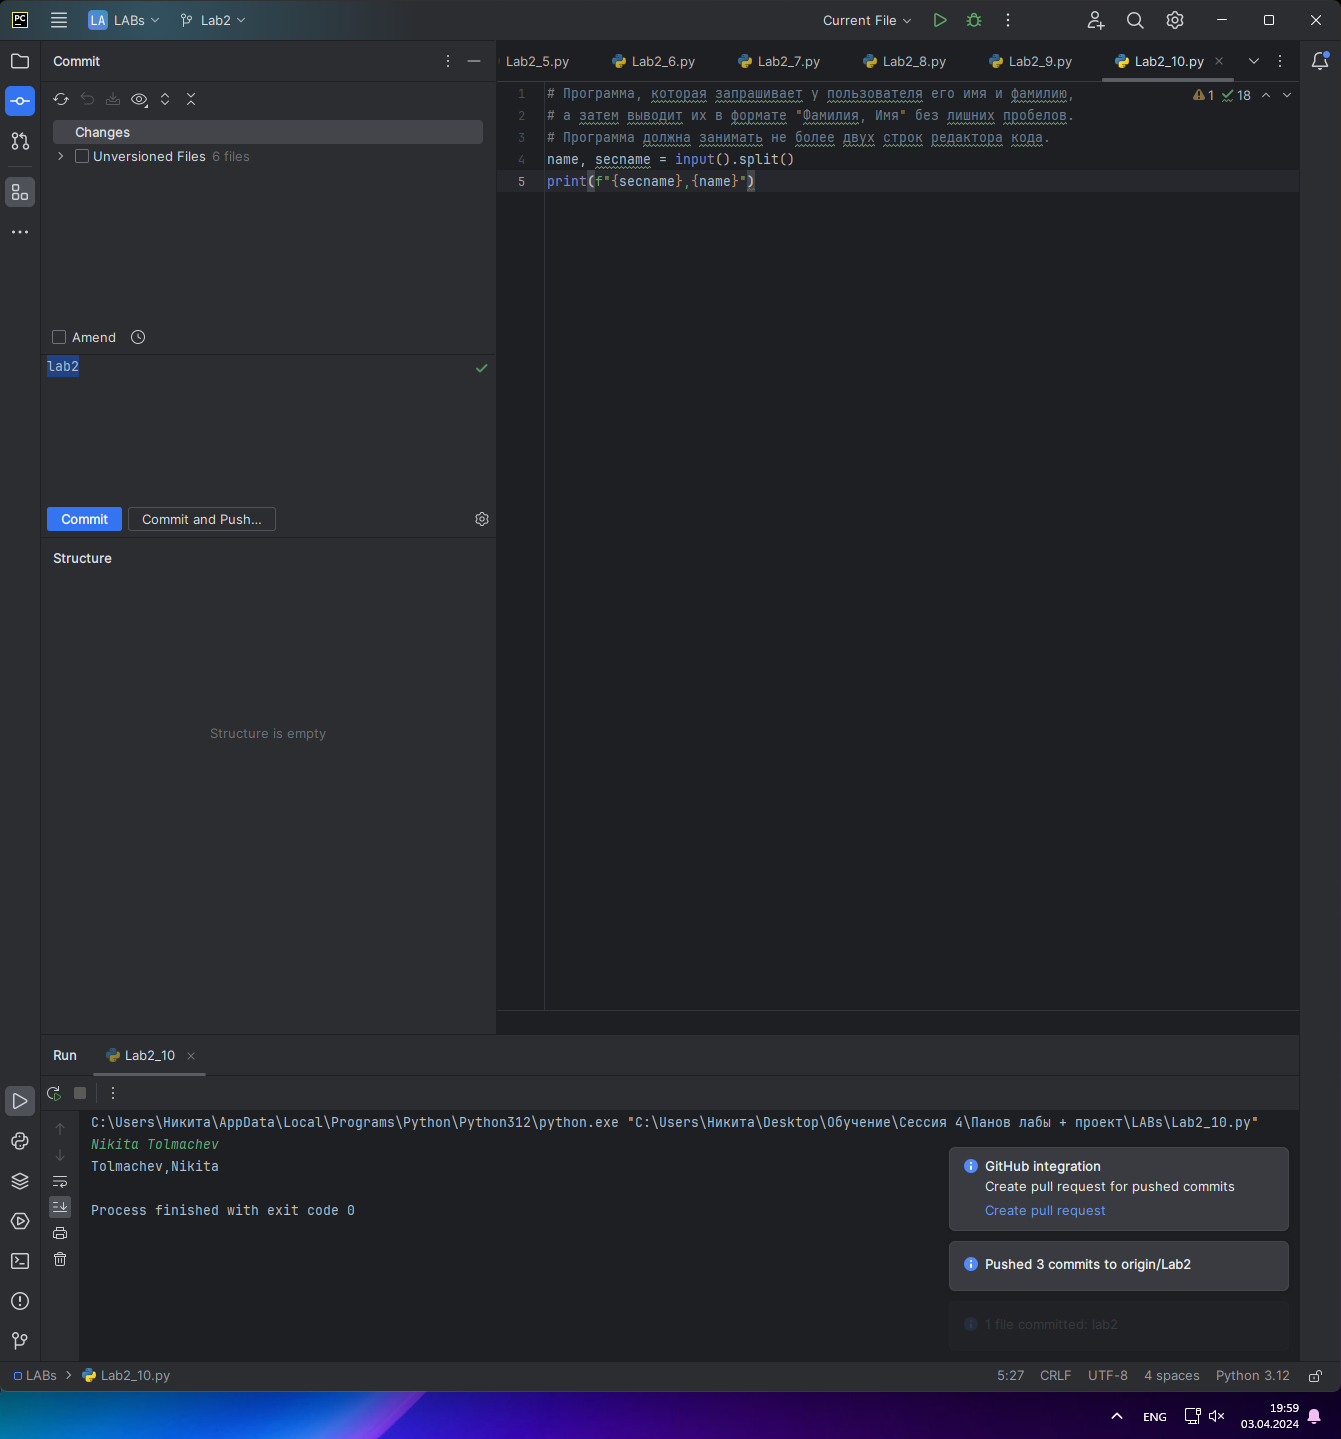 PC
LA LABs
Lab2
Current File
Commit
Changes
Unversioned Files 6 files
Amend
lab2
Commit
Commit and Push...
Structure
Structure is empty
Lab2_5.py
Lab2_6.py
Lab2_7.py
Lab2_8.py
Lab2_9.py
Lab2_10.py
1 18
1 # Программа, которая запрашивает у пользователя его имя и фамилию,
2 # а затем выводит их в формате "Фамилия, Имя" без лишних пробелов.
3 # Программа должна занимать не более двух строк редактора кода.
4 name, secname = input().split()
5 print(f"{secname},{name}")
Run
Lab2_10
C:\Users\Никита\AppData\Local\Programs\Python\Python312\python.exe "C:\Users\Никита\Desktop\Обучение\Сессия 4\Панов лабы + проект\LABs\Lab2_10.py"
Nikita Tolmachev
Tolmachev,Nikita
Process finished with exit code 0
GitHub integration
Create pull request for pushed commits
Create pull request
Pushed 3 commits to origin/Lab2
1 file committed: lab2
LABs
Lab2_10.py
5:27
CRLF
UTF-8
4 spaces
Python 3.12
ENG
19:59
03.04.2024